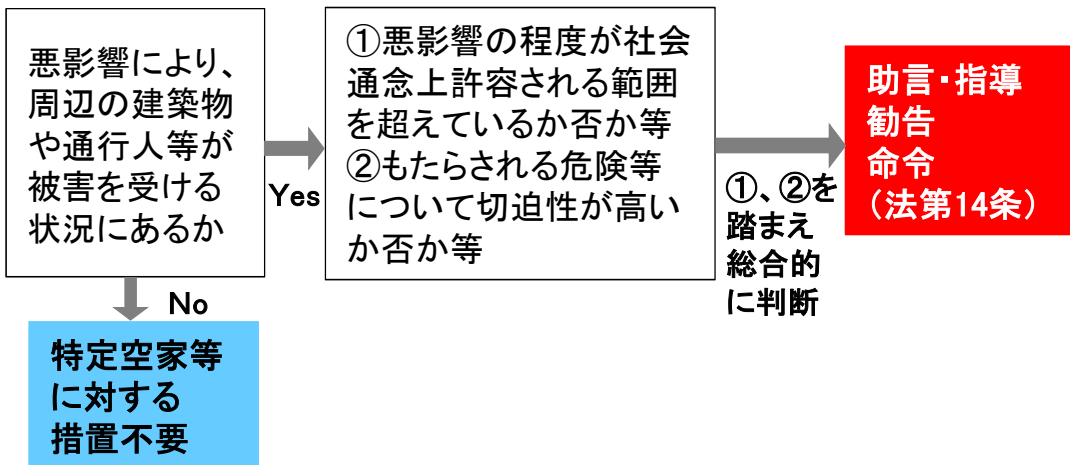 悪影響により、
周辺の建築物
や通行人等が
被害を受ける
状況にあるか
Yes
①悪影響の程度が社会
通念上許容される範囲
を超えているか否か等
②もたらされる危険等
について切迫性が高い
か否か等
①、②を
踏まえ
総合的
に判断
助言・指導
勧告
命令
（法第14条）
No
特定空家等
に対する
措置不要